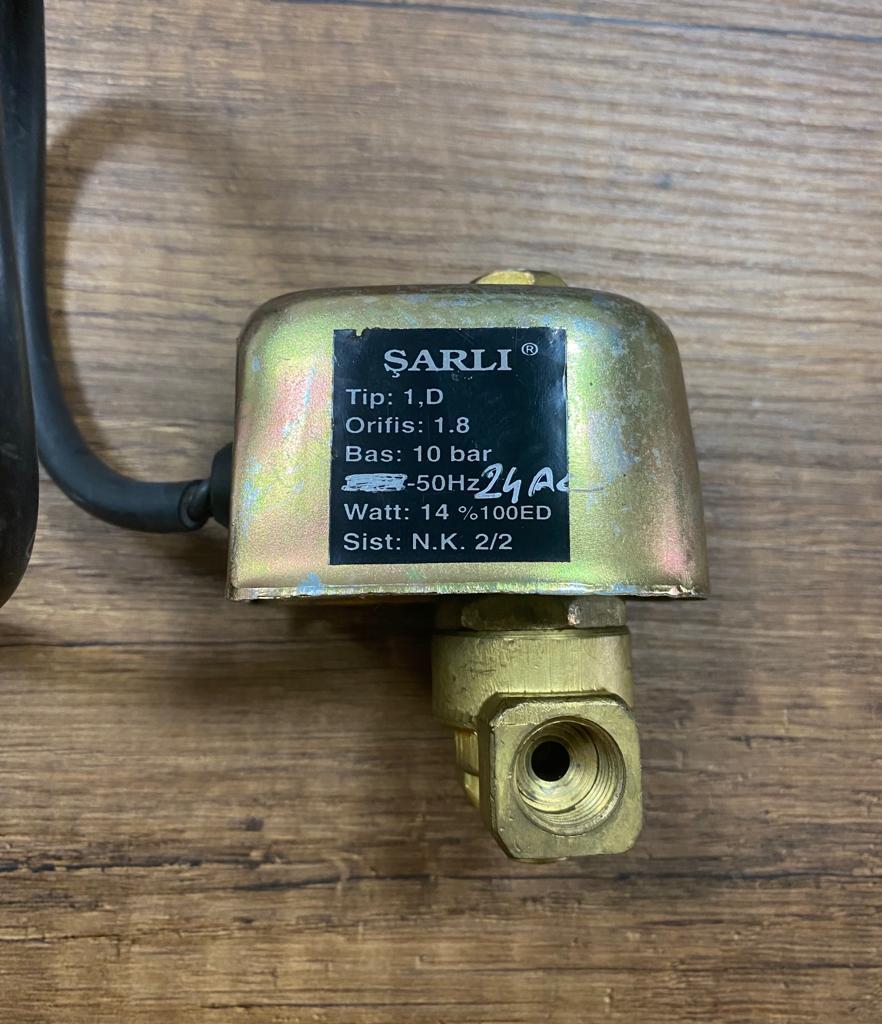 ŞARLI ®
Tip: 1,D
Orifis: 1.8
Bas: 10 bar
-50Hz 24AC
Watt: 14 %100ED
Sist: N.K. 2/2